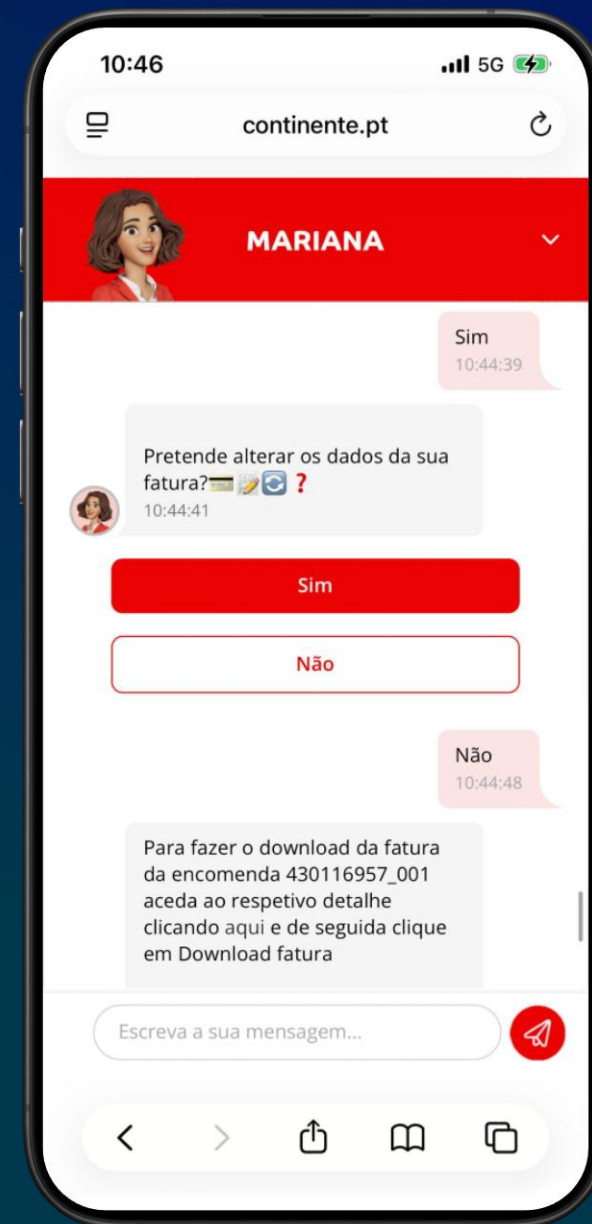 10:46
5G
continente.pt
MARIANA
Sim
10:44:39
Pretende alterar os dados da sua
fatura?💳📝🔄❓
10:44:41
Sim
Não
Não
10:44:48
Para fazer o download da fatura
da encomenda 430116957_001
aceda ao respetivo detalhe
clicando aqui e de seguida clique
em Download fatura
Escreva a sua mensagem...